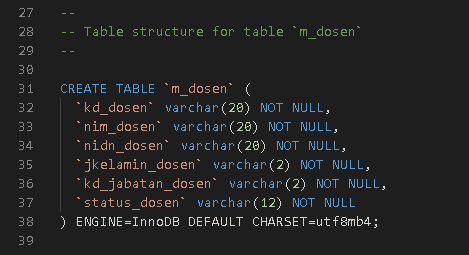 27 --
28 -- Table structure for table `m_dosen`
29 --
30
31 CREATE TABLE `m_dosen` (
32 `kd_dosen` varchar(20) NOT NULL,
33 `nim_dosen` varchar(20) NOT NULL,
34 `nidn_dosen` varchar(20) NOT NULL,
35 `jkelamin_dosen` varchar(2) NOT NULL,
36 `kd_jabatan_dosen` varchar(2) NOT NULL,
37 `status_dosen` varchar(12) NOT NULL
38 ) ENGINE=InnoDB DEFAULT CHARSET=utf8mb4;
39